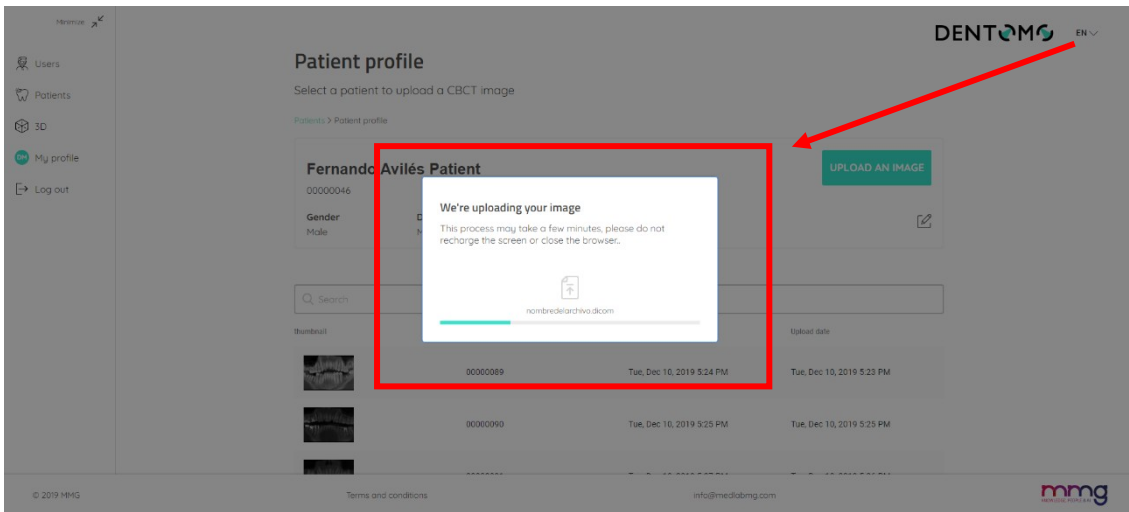 Minimize
DENTOMG
EN
Users
Patients
3D
DM My profile
Log out
Patient profile
Select a patient to upload a CBCT image
Patients > Patient profile
Fernando Avilés Patient
00000046
UPLOAD AN IMAGE
Gender
Male
We're uploading your image
This process may take a few minutes, please do not
recharge the screen or close the browser..
nombredelarchivo.dicom
Search
thumbnail
Upload date
00000089 Tue, Dec 10, 2019 5:24 PM Tue, Dec 10, 2019 5:23 PM
00000090 Tue, Dec 10, 2019 5:25 PM Tue, Dec 10, 2019 5:25 PM
© 2019 MMG
Terms and conditions
info@mediabmg.com
mmg